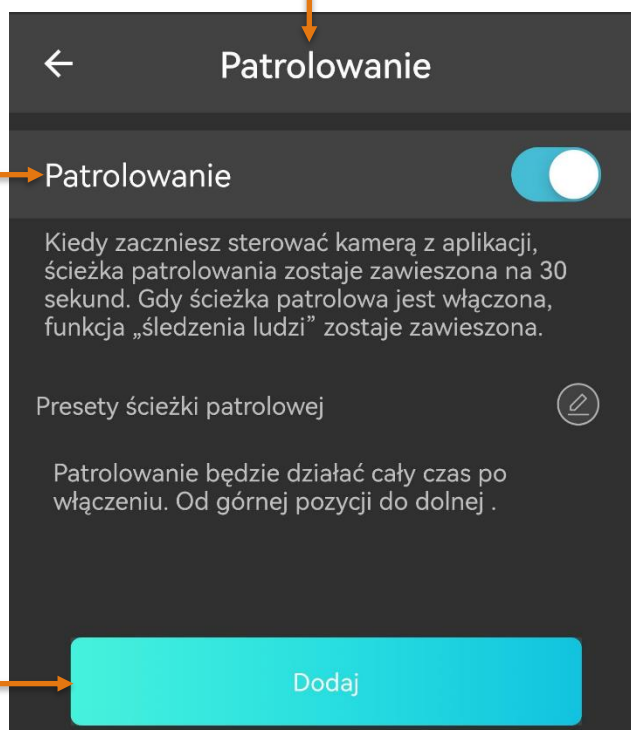 Patrolowanie
Patrolowanie
Kiedy zaczniesz sterować kamerą z aplikacji,
ścieżka patrolowania zostaje zawieszona na 30
sekund. Gdy ścieżka patrolowa jest włączona,
funkcja „śledzenia ludzi” zostaje zawieszona.
Presety ścieżki patrolowej
Patrolowanie będzie działać cały czas po
włączeniu. Od górnej pozycji do dolnej .
Dodaj